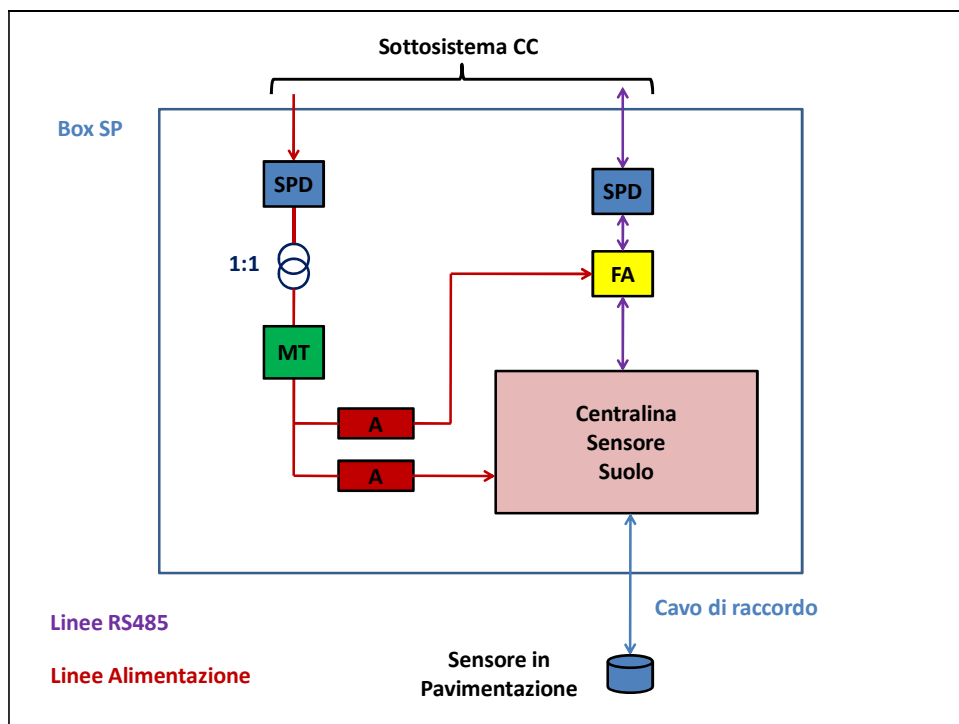 Sottosistema CC
Box SP
SPD
SPD
1:1
FA
MT
A
A
Centralina
Sensore
Suolo
Cavo di raccordo
Linee RS485
Linee Alimentazione
Sensore in
Pavimentazione